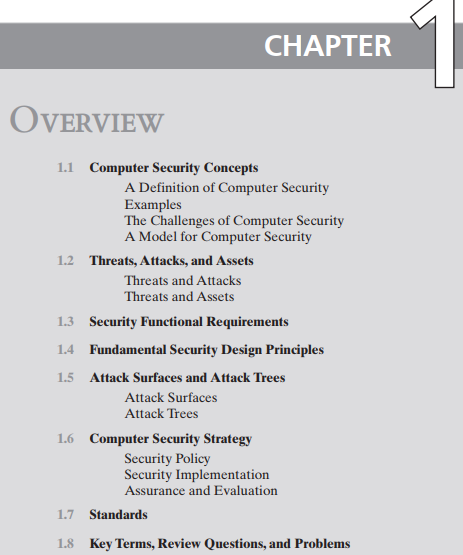 CHAPTER 1
OVERVIEW
1.1 Computer Security Concepts
A Definition of Computer Security
Examples
The Challenges of Computer Security
A Model for Computer Security
1.2 Threats, Attacks, and Assets
Threats and Attacks
Threats and Assets
1.3 Security Functional Requirements
1.4 Fundamental Security Design Principles
1.5 Attack Surfaces and Attack Trees
Attack Surfaces
Attack Trees
1.6 Computer Security Strategy
Security Policy
Security Implementation
Assurance and Evaluation
1.7 Standards
1.8 Key Terms, Review Questions, and Problems